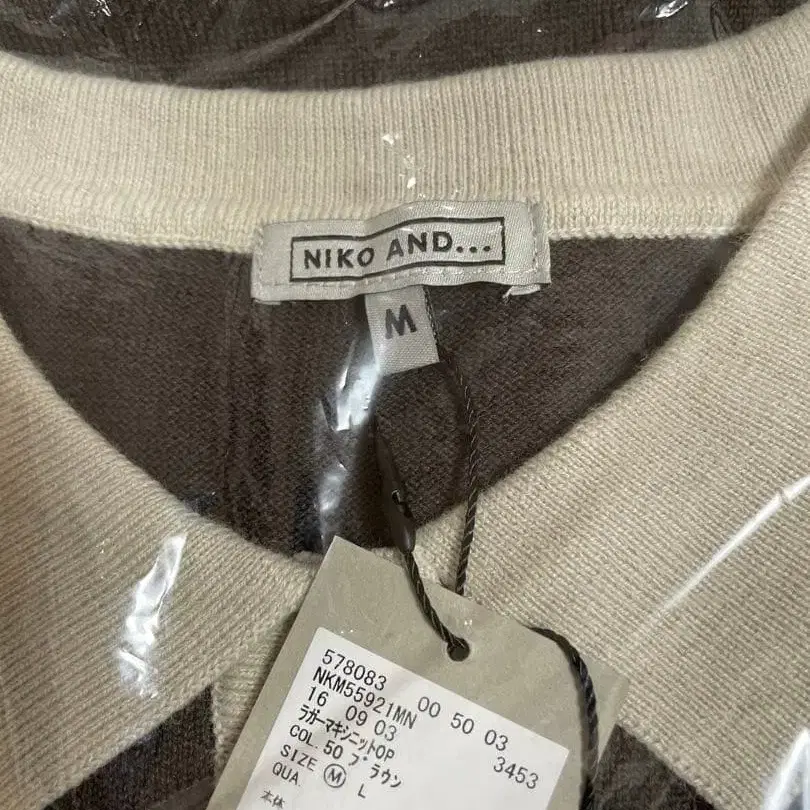 NIKO AND...
M
578083 00 50 03
NKM55921MN
16 09 03 3453
ラガーマキシニットOP
COL. 50 ブラウン
SIZE Ⓜ L
QUA.
本体